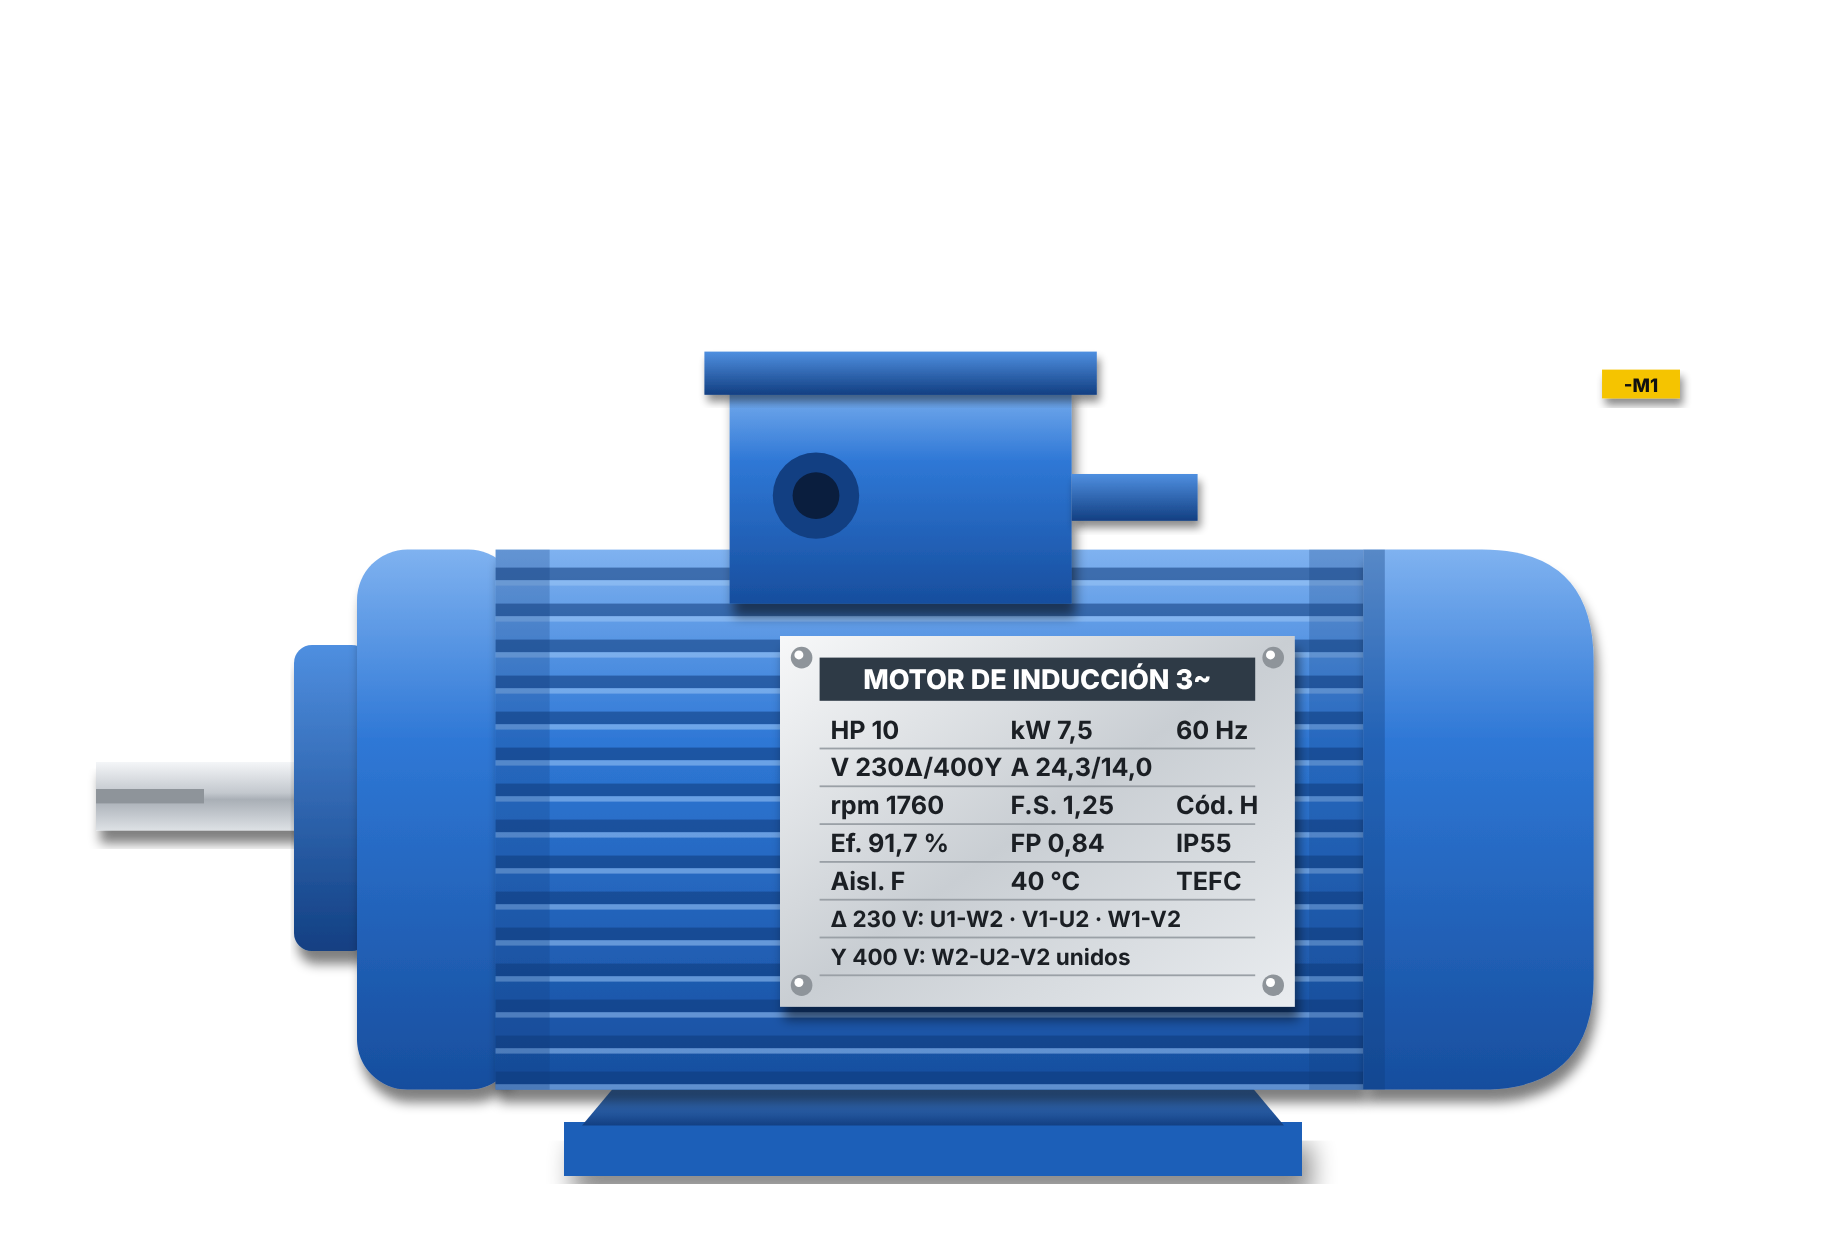 -M1
MOTOR DE INDUCCIÓN 3~
HP 10 kW 7,5 60 Hz
V 230Δ/400Y A 24,3/14,0
rpm 1760 F.S. 1,25 Cód. H
Ef. 91,7 % FP 0,84 IP55
Aisl. F 40 °C TEFC
Δ 230 V: U1-W2 · V1-U2 · W1-V2
Y 400 V: W2-U2-V2 unidos